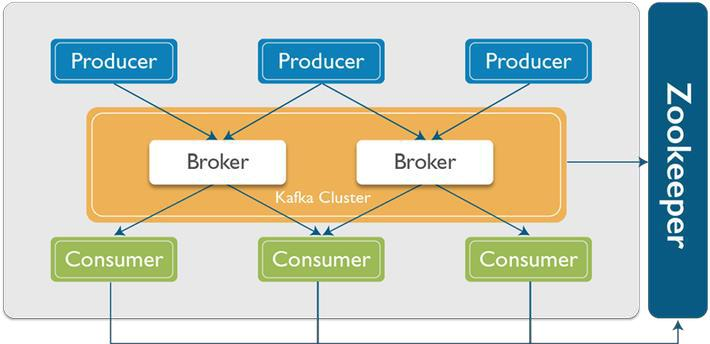 Producer
Producer
Producer
Broker
Broker
Kafka Cluster
Consumer
Consumer
Consumer
Zookeeper